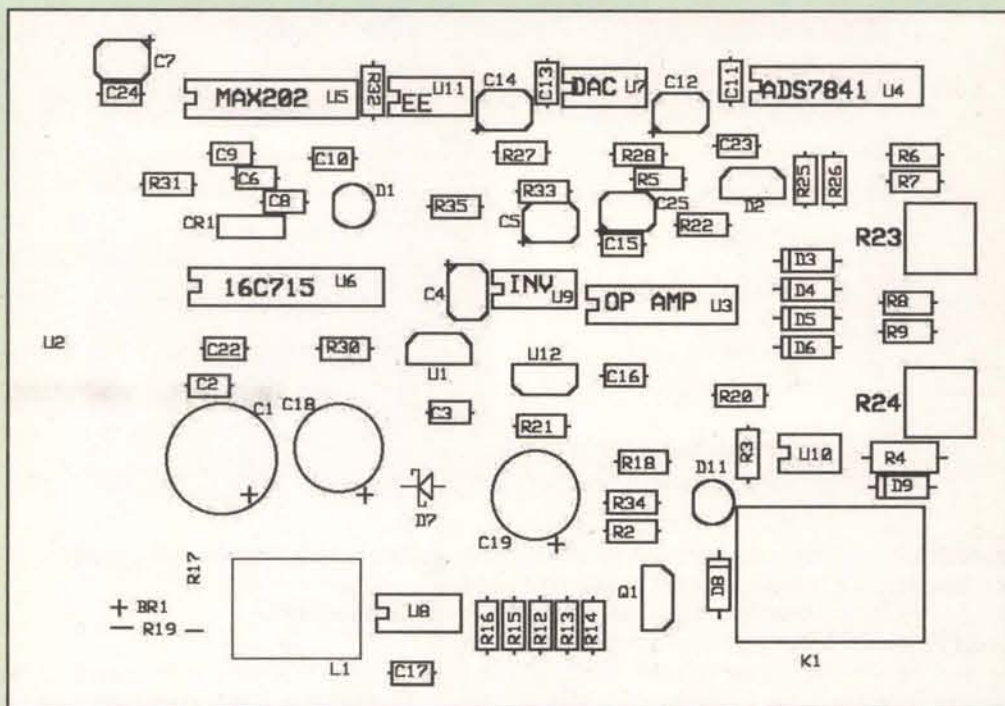 C7
C24
MAX202 U5
R32
EE U11
C14
C13
DAC U7
C12
C11
ADS7841 U4
C9
C10
C6
R31
C8
CR1
D1
R35
R27
R33
C5
R28
R5
C25
C15
R22
C23
D2
R25
R26
R6
R7
R23
16C715 U6
C4
INV U9
OP AMP U3
D3
D4
D5
D6
R8
R9
U2
C22
R30
U1
U12
C16
C2
C1
C18
C3
R21
R20
R24
R18
R3
U10
R4
D9
D11
D7
C19
R34
R2
R17
+ BR1
- R19 -
L1
U8
C17
R16
R15
R12
R13
R14
Q1
D8
K1